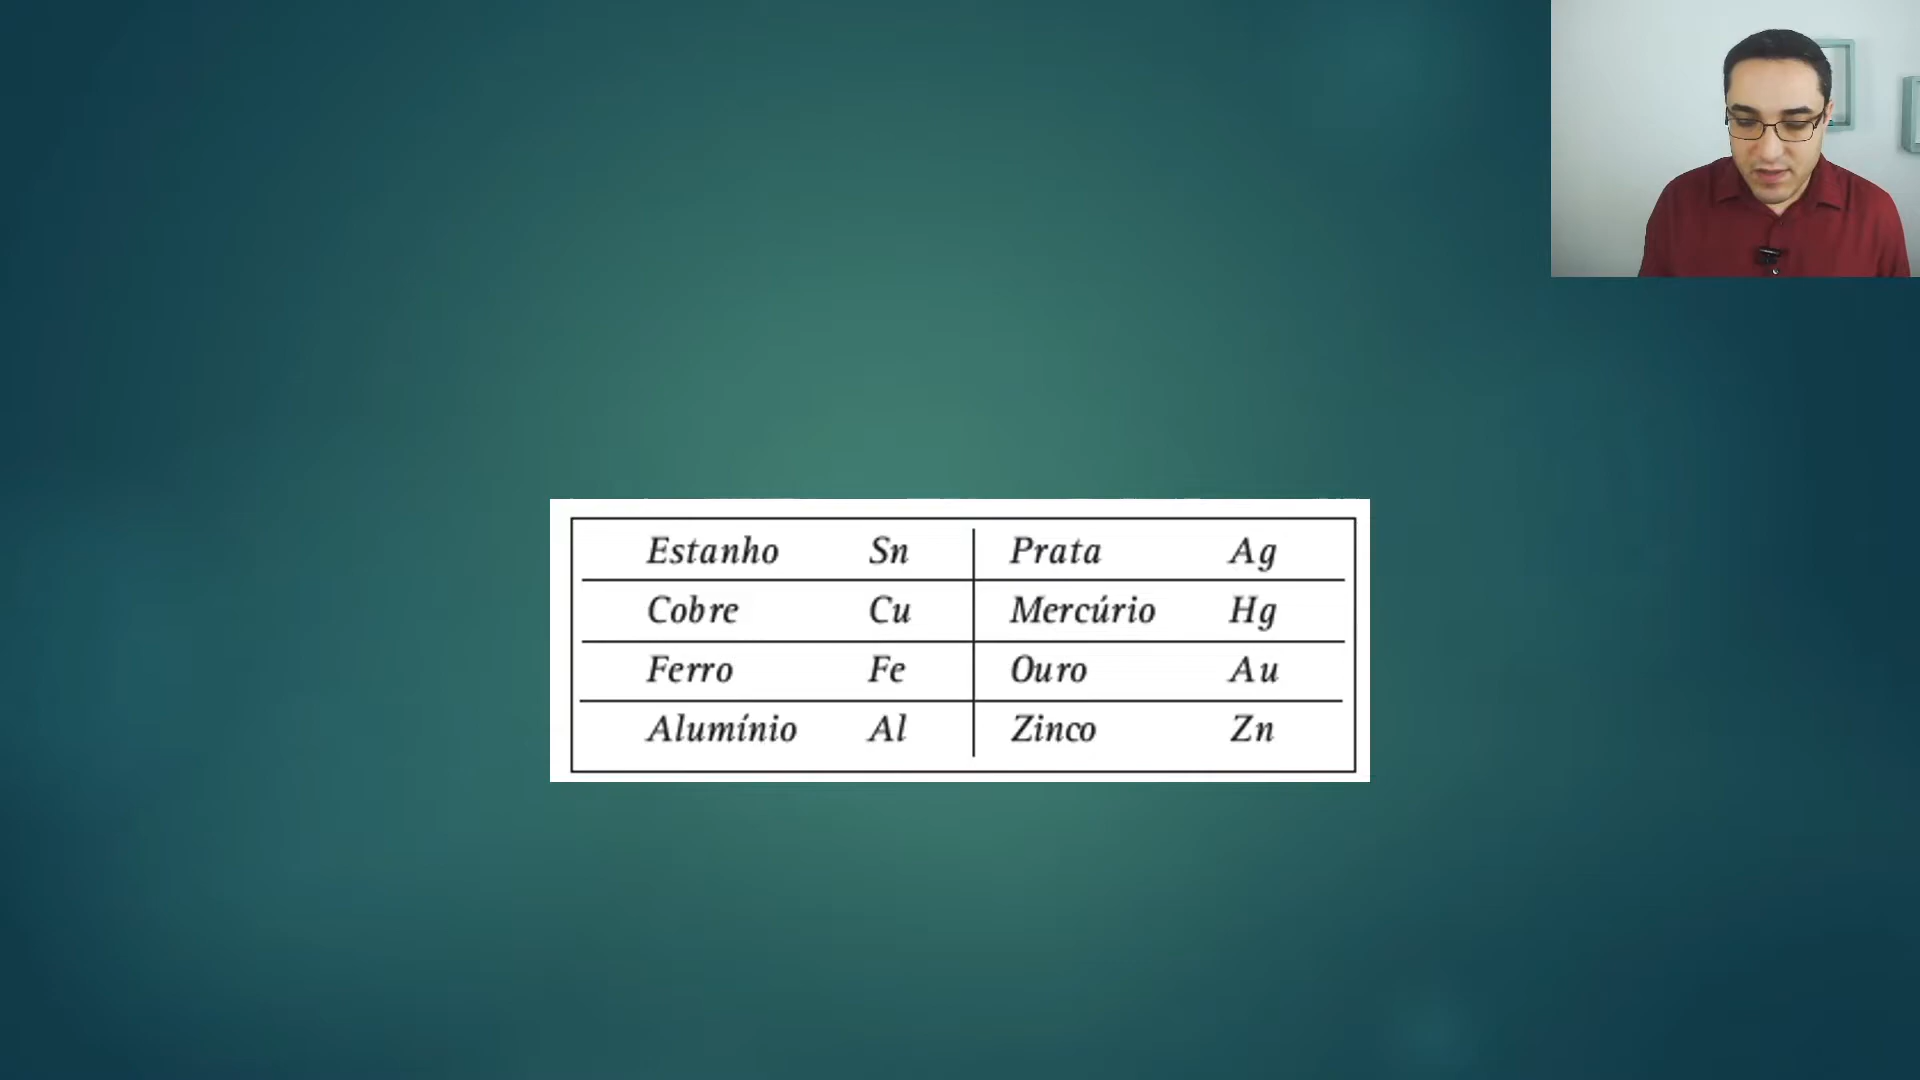 Estanho Sn Prata Ag
Cobre Cu Mercúrio Hg
Ferro Fe Ouro Au
Alumínio Al Zinco Zn